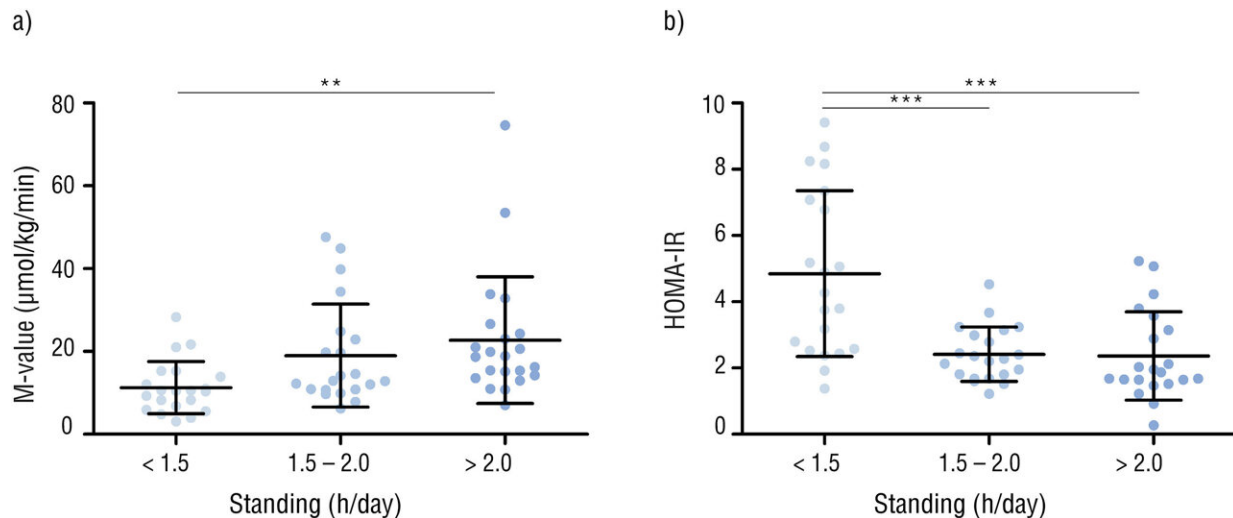 a)
**
M-value (µmol/kg/min)
80
60
40
20
0
< 1.5
1.5 – 2.0
> 2.0
Standing (h/day)
b)
***
***
HOMA-IR
10
8
6
4
2
0
< 1.5
1.5 – 2.0
> 2.0
Standing (h/day)